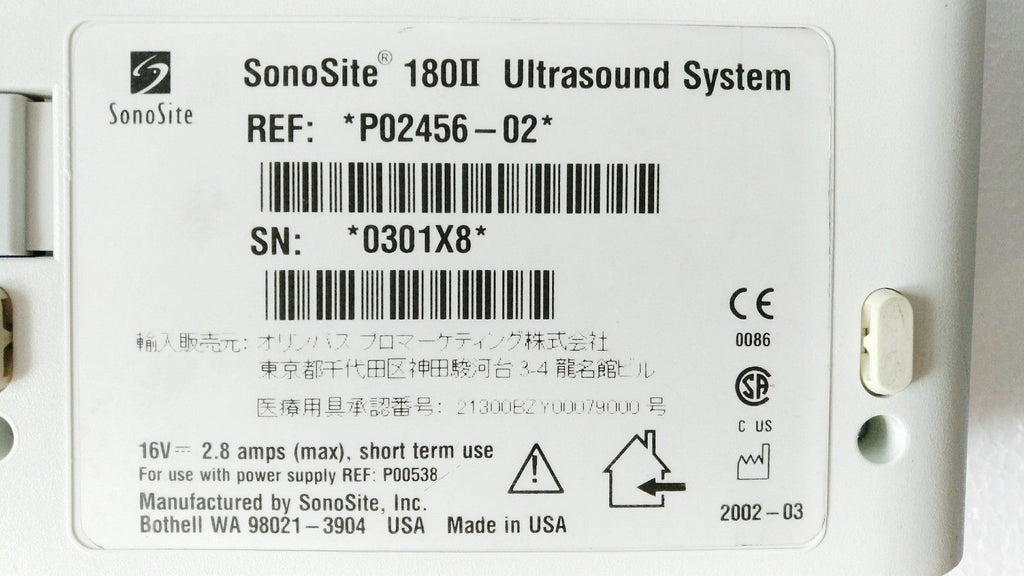 SonoSite® 180II Ultrasound System
SonoSite
REF: *P02456-02*
SN: *0301X8*
輸入販売元: オリンパス プロマーケティング株式会社
東京都千代田区神田駿河台 3-4 龍名館ビル
医療用具承認番号: 21300BZY00079000 号
CE
0086
SA
C US
16V⎓ 2.8 amps (max), short term use
For use with power supply REF: P00538
Manufactured by SonoSite, Inc.
Bothell WA 98021-3904 USA Made in USA
2002-03